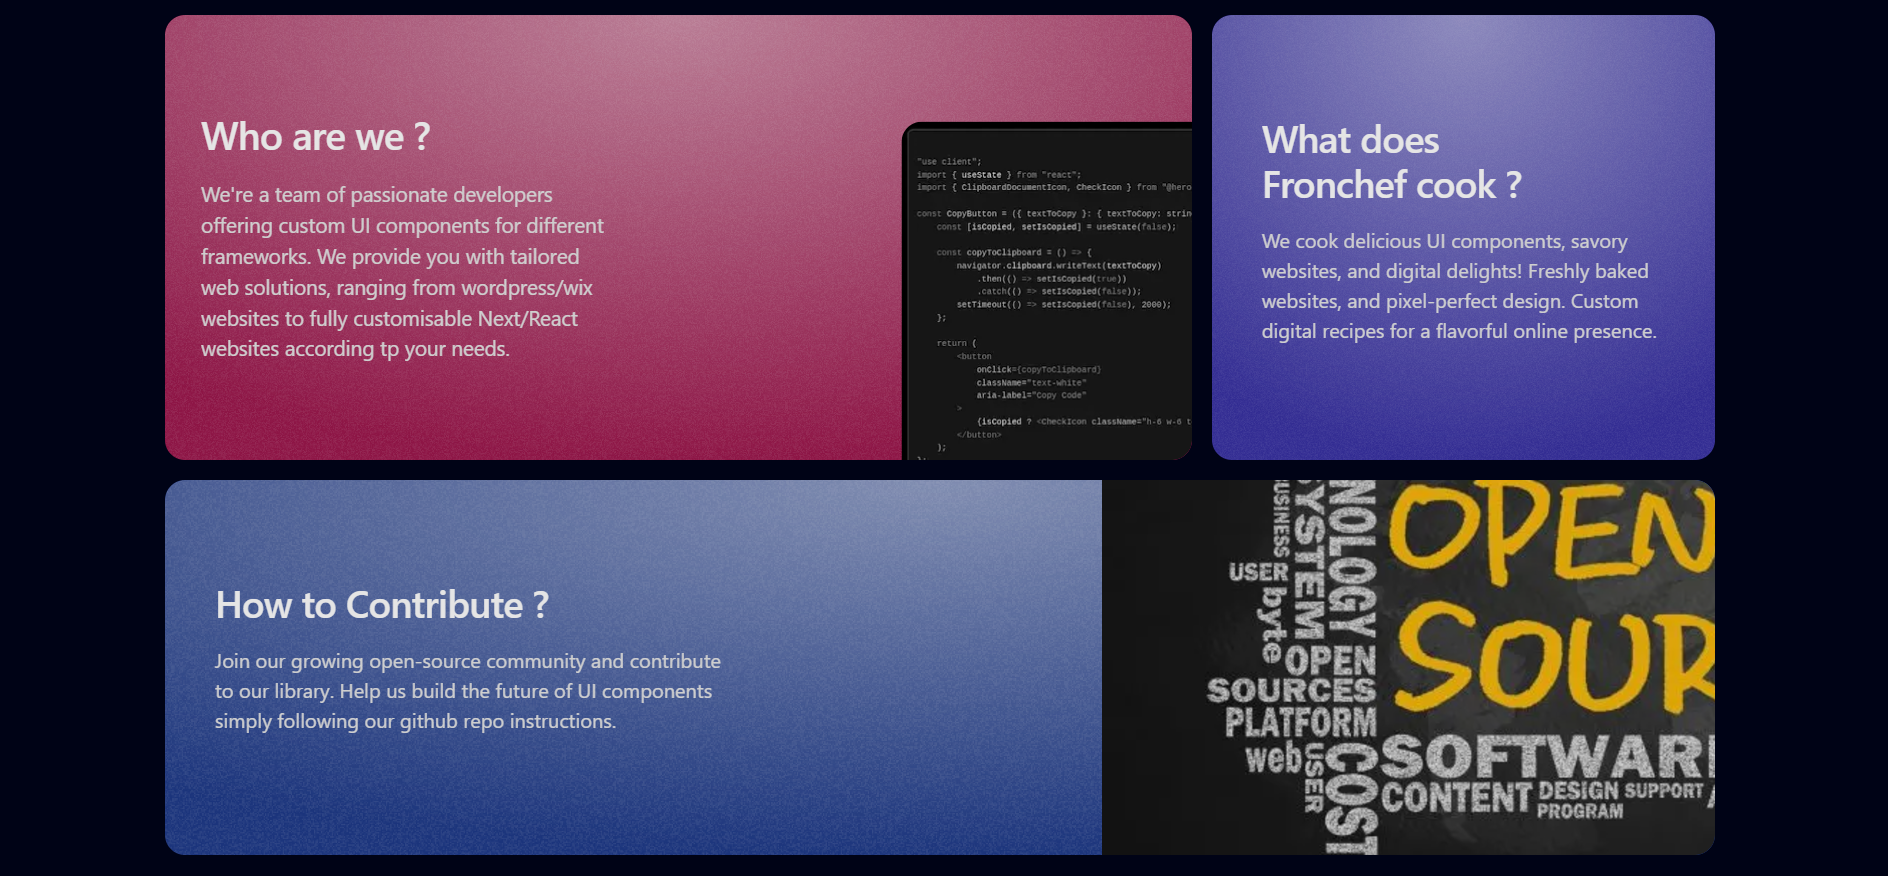 Who are we ?
We're a team of passionate developers
offering custom UI components for different
frameworks. We provide you with tailored
web solutions, ranging from wordpress/wix
websites to fully customisable Next/React
websites according tp your needs.
"use client";
import { useState } from "react";
import { ClipboardDocumentIcon, CheckIcon } from "@hero
const CopyButton = ({ textToCopy }: { textToCopy: strin
const [isCopied, setIsCopied] = useState(false);
const copyToClipboard = () => {
navigator.clipboard.writeText(textToCopy)
.then(() => setIsCopied(true))
.catch(() => setIsCopied(false));
setTimeout(() => setIsCopied(false), 2000);
};
return (
<button
onClick={copyToClipboard}
className="text-white"
aria-label="Copy Code"
>
{isCopied ? <CheckIcon className="h-6 w-6 t
</button>
);
What does
Fronchef cook ?
We cook delicious UI components, savory
websites, and digital delights! Freshly baked
websites, and pixel-perfect design. Custom
digital recipes for a flavorful online presence.
How to Contribute ?
Join our growing open-source community and contribute
to our library. Help us build the future of UI components
simply following our github repo instructions.
USINESS
YSTEM
NOLOGY
OPEN
SOUR
USER
byte
OPEN
SOURCES
PLATFORM
web
USER
COST
SOFTWAR
CONTENT
DESIGN
SUPPORT
PROGRAM